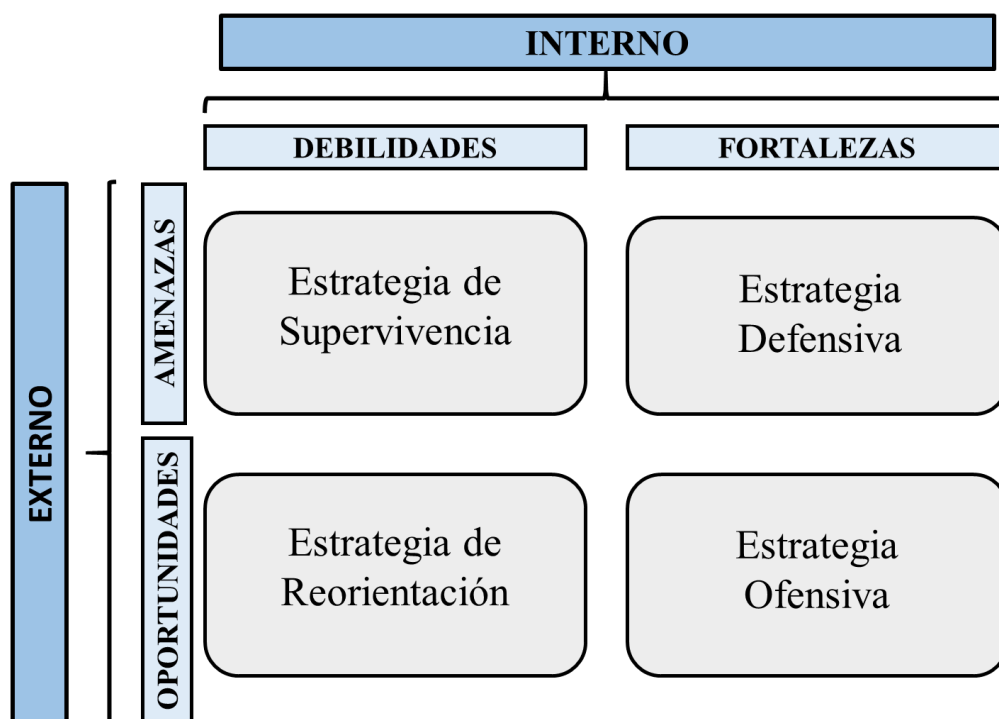 INTERNO
DEBILIDADES
FORTALEZAS
EXTERNO
AMENAZAS
Estrategia de
Supervivencia
Estrategia
Defensiva
OPORTUNIDADES
Estrategia de
Reorientación
Estrategia
Ofensiva